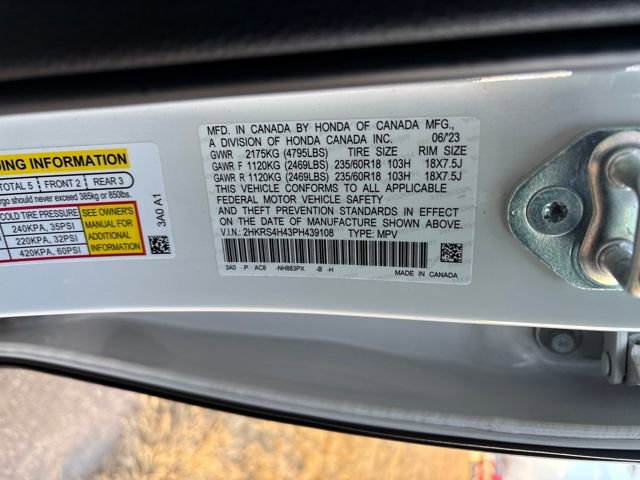 NG INFORMATION
TOTAL 5 FRONT 2 REAR 3
rgo should never exceed 385kg or 850lbs.
COLD TIRE PRESSURE
240KPA, 35PSI
220KPA, 32PSI
420KPA, 60PSI
SEE OWNER'S
MANUAL FOR
ADDITIONAL
INFORMATION
3A0 A1
MFD. IN CANADA BY HONDA OF CANADA MFG.,
A DIVISION OF HONDA CANADA INC. 06/23
GVWR 2175KG (4795LBS) TIRE SIZE RIM SIZE
GAWR F 1120KG (2469LBS) 235/60R18 103H 18X7.5J
GAWR R 1120KG (2469LBS) 235/60R18 103H 18X7.5J
THIS VEHICLE CONFORMS TO ALL APPLICABLE
FEDERAL MOTOR VEHICLE SAFETY
AND THEFT PREVENTION STANDARDS IN EFFECT
ON THE DATE OF MANUFACTURE SHOWN ABOVE.
V.I.N: 2HKRS4H43PH439108 TYPE: MPV
3A0 P AC8 -NH883PX -B -H
MADE IN CANADA